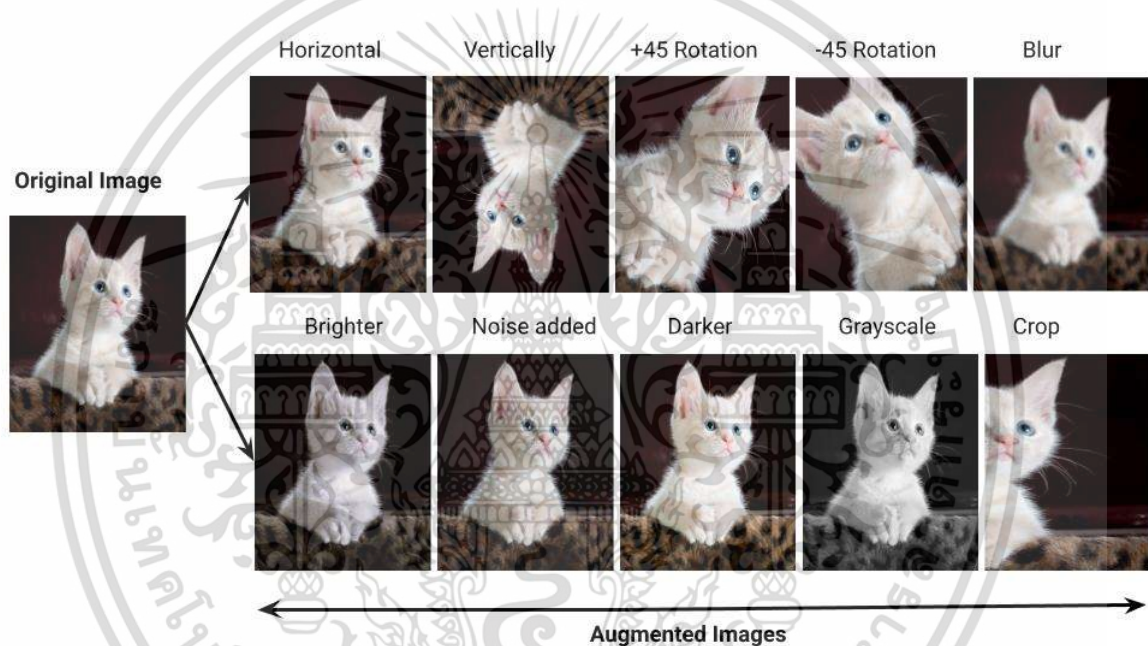 Horizontal
Vertically
+45 Rotation
-45 Rotation
Blur
Original Image
Brighter
Noise added
Darker
Grayscale
Crop
Augmented Images